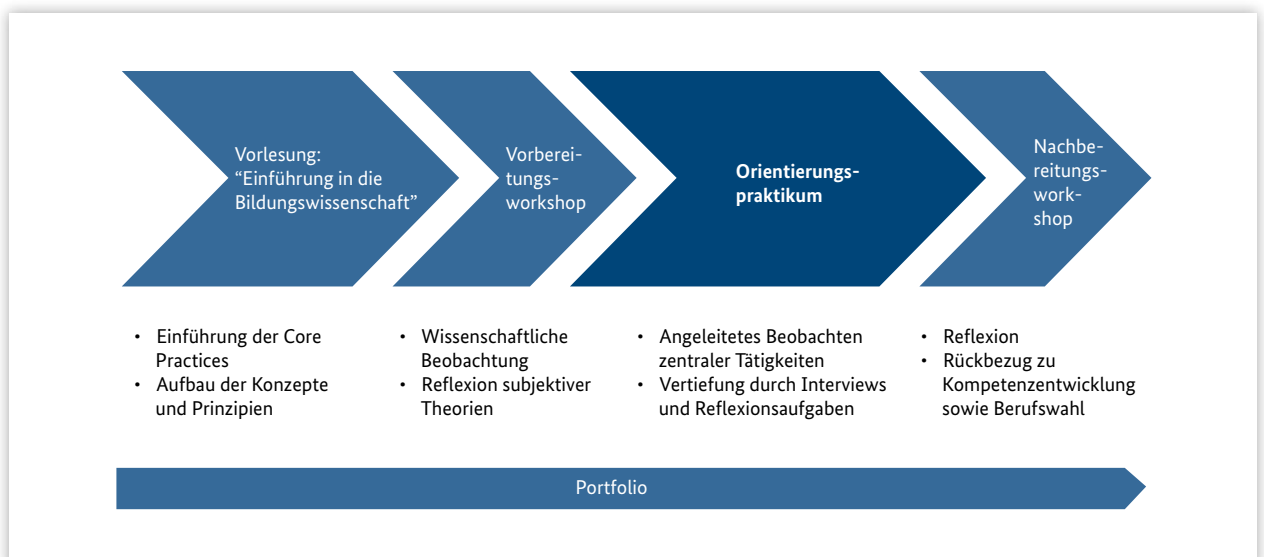 Vorlesung:
“Einführung in die
Bildungswissenschaft”
Vorberei-
tungs-
workshop
Orientierungs-
praktikum
Nachbe-
reitungs-
work-
shop
• Einführung der Core
Practices
• Aufbau der Konzepte
und Prinzipien
• Wissenschaftliche
Beobachtung
• Reflexion subjektiver
Theorien
• Angeleitetes Beobachten
zentraler Tätigkeiten
• Vertiefung durch Interviews
und Reflexionsaufgaben
• Reflexion
• Rückbezug zu
Kompetenzentwicklung
sowie Berufswahl
Portfolio